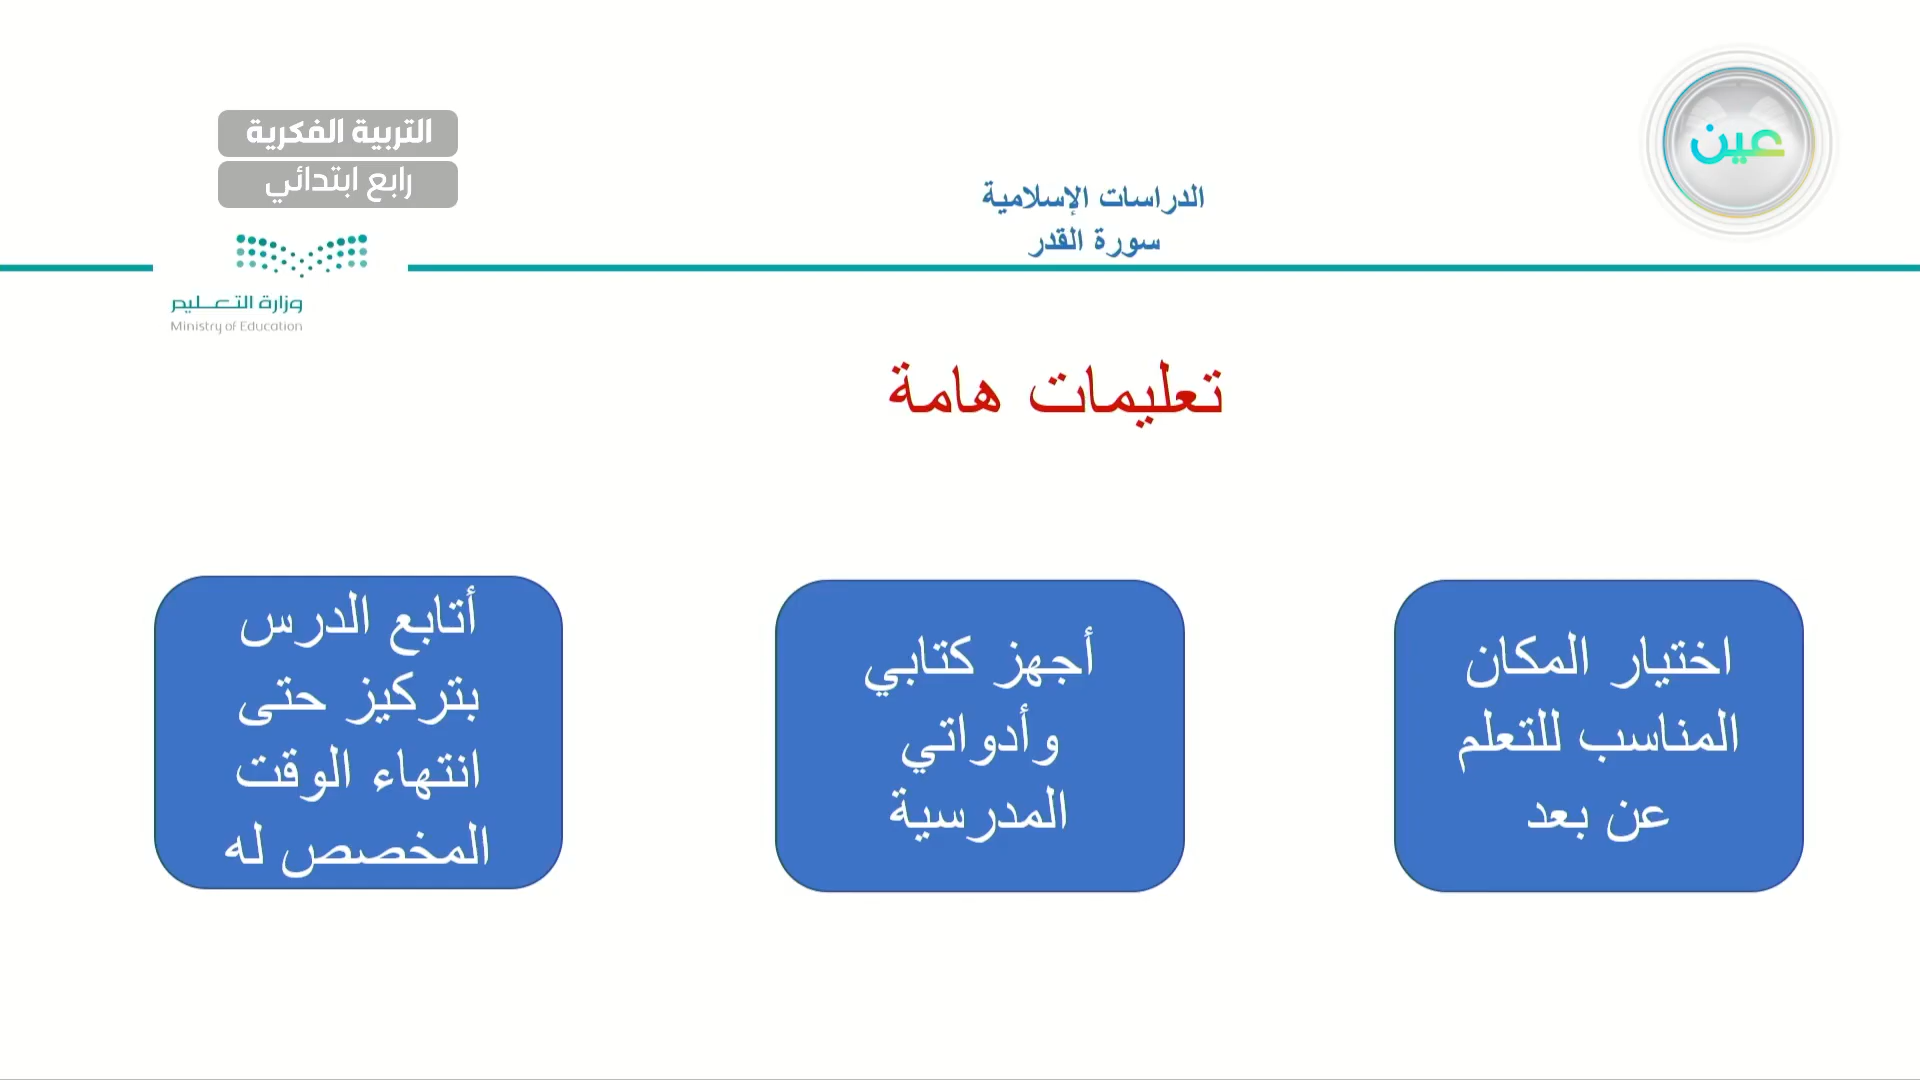 عين
التربية الفكرية
رابع ابتدائي
الدراسات الإسلامية
سورة القدر
وزارة التعـــليم
Ministry of Education
تعليمات هامة
اختيار المكان
المناسب للتعلم
عن بعد
أجهز كتابي
وأدواتي
المدرسية
أتابع الدرس
بتركيز حتى
انتهاء الوقت
المخصص له